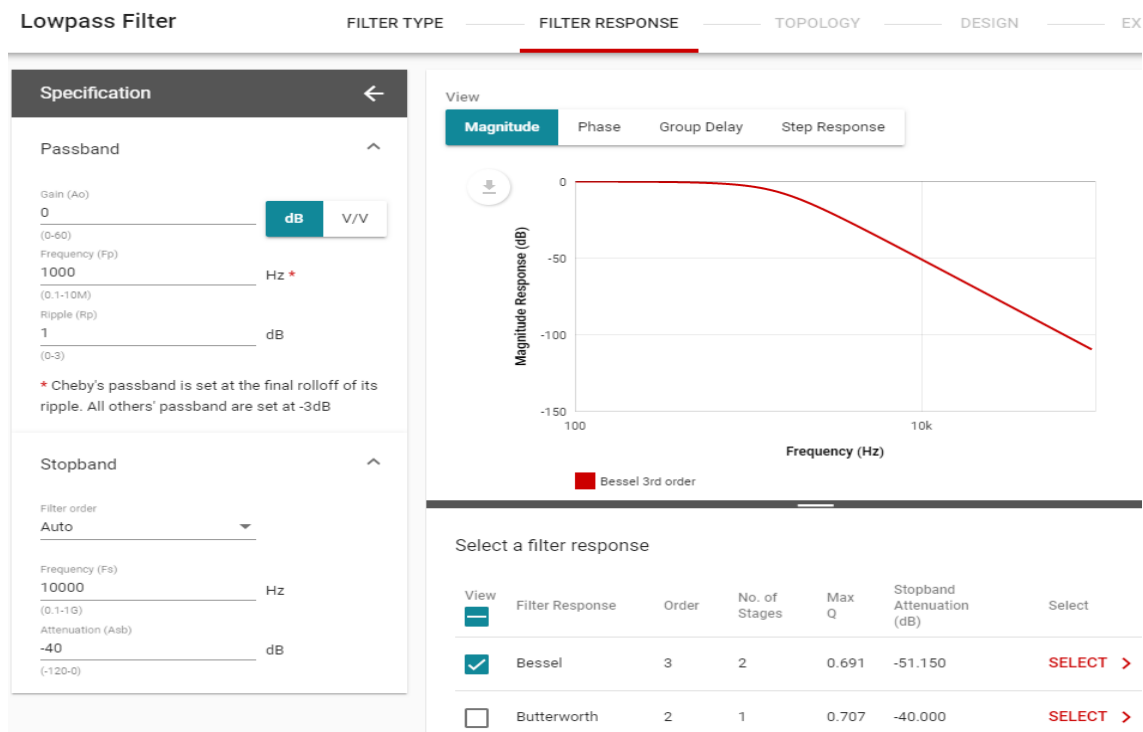 Lowpass Filter
FILTER TYPE
FILTER RESPONSE
TOPOLOGY
DESIGN
EX
Specification
Passband
Gain (Ao)
0
dB
V/V
(0-60)
Frequency (Fp)
1000
Hz *
(0.1-10M)
Ripple (Rp)
1
dB
(0-3)
* Cheby's passband is set at the final rolloff of its
ripple. All others' passband are set at -3dB
Stopband
Filter order
Auto
Frequency (Fs)
10000
Hz
(0.1-1G)
Attenuation (Asb)
-40
dB
(-120-0)
View
Magnitude
Phase
Group Delay
Step Response
Magnitude Response (dB)
0
-50
-100
-150
100
10k
Frequency (Hz)
Bessel 3rd order
Select a filter response
View
Filter Response
Order
No. of
Stages
Max
Q
Stopband
Attenuation
(dB)
Select
Bessel
3
2
0.691
-51.150
SELECT >
Butterworth
2
1
0.707
-40.000
SELECT >